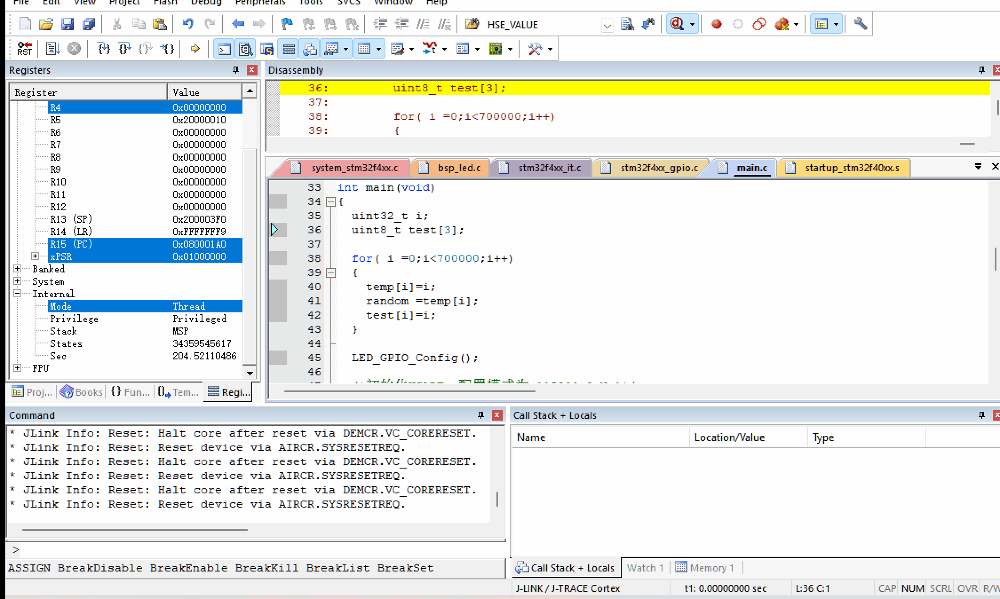 File Edit View Project Flash Debug Peripherals Tools SVCS Window Help
HSE_VALUE
RST
Registers
Register Value
R4 0x00000000
R5 0x20000010
R6 0x00000000
R7 0x00000000
R8 0x00000000
R9 0x00000000
R10 0x00000000
R11 0x00000000
R12 0x00000000
R13 (SP) 0x200003F0
R14 (LR) 0xFFFFFFF9
R15 (PC) 0x080001A0
xPSR 0x01000000
Banked
System
Internal
Mode Thread
Privilege Privileged
Stack MSP
States 34359545617
Sec 204.52110486
FPU
Proj... Books {} Fun... Tem... Regi...
Disassembly
36: uint8_t test[3];
37:
38: for( i =0;i<700000;i++)
39: {
system_stm32f4xx.c bsp_led.c stm32f4xx_it.c stm32f4xx_gpio.c main.c startup_stm32f40xx.s
33 int main(void)
34 {
35 uint32_t i;
36 uint8_t test[3];
37
38 for( i =0;i<700000;i++)
39 {
40 temp[i]=i;
41 random =temp[i];
42 test[i]=i;
43 }
44
45 LED_GPIO_Config();
46
Command
* JLink Info: Reset: Halt core after reset via DEMCR.VC_CORERESET.
* JLink Info: Reset: Reset device via AIRCR.SYSRESETREQ.
* JLink Info: Reset: Halt core after reset via DEMCR.VC_CORERESET.
* JLink Info: Reset: Reset device via AIRCR.SYSRESETREQ.
* JLink Info: Reset: Halt core after reset via DEMCR.VC_CORERESET.
* JLink Info: Reset: Reset device via AIRCR.SYSRESETREQ.
>
ASSIGN BreakDisable BreakEnable BreakKill BreakList BreakSet
Call Stack + Locals
Name Location/Value Type
Call Stack + Locals Watch 1 Memory 1
J-LINK / J-TRACE Cortex t1: 0.00000000 sec L:36 C:1 CAP NUM SCRL OVR R/W